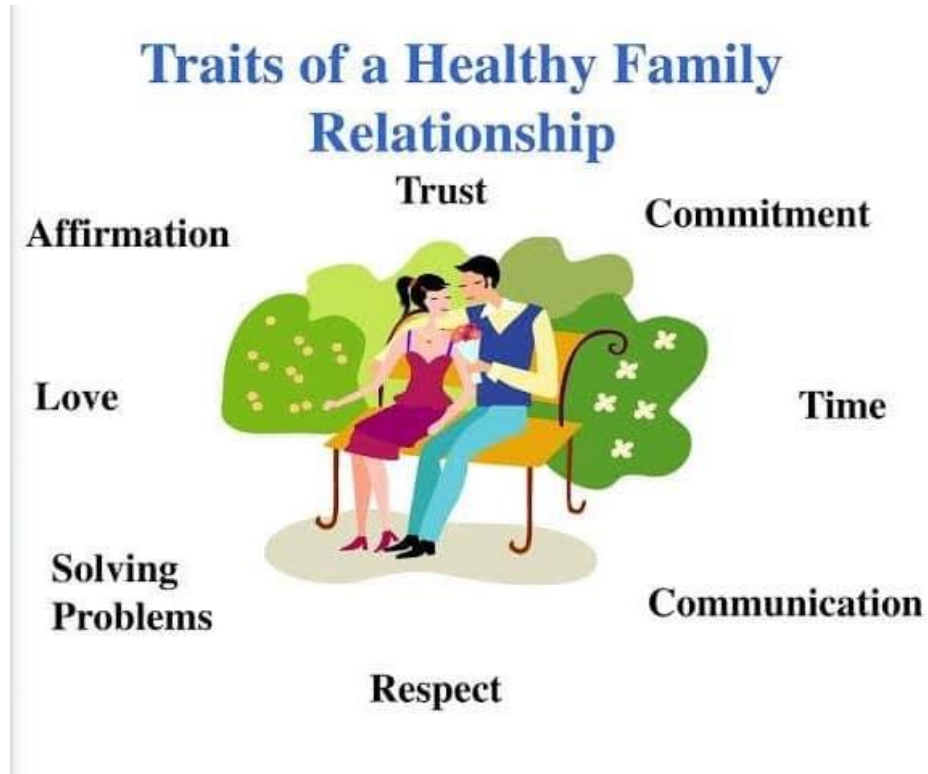 Traits of a Healthy Family
Relationship
Trust
Commitment
Affirmation
Love
Time
Solving
Problems
Communication
Respect